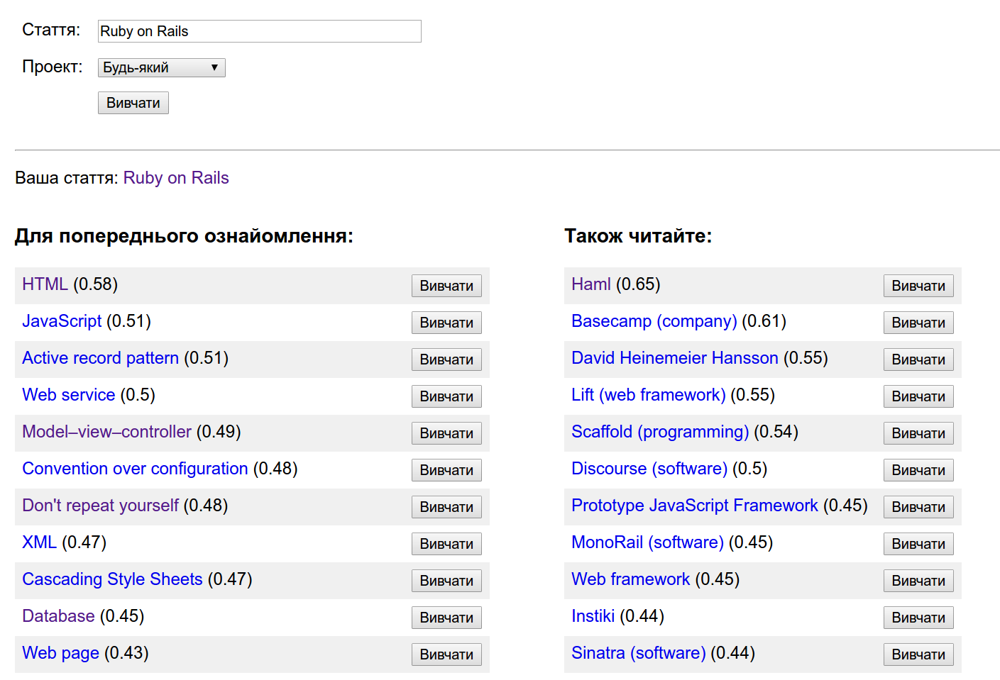 Стаття: Ruby on Rails
Проект: Будь-який ▼
Вивчати
Ваша стаття: Ruby on Rails
Для попереднього ознайомлення:
HTML (0.58) Вивчати
JavaScript (0.51) Вивчати
Active record pattern (0.51) Вивчати
Web service (0.5) Вивчати
Model–view–controller (0.49) Вивчати
Convention over configuration (0.48) Вивчати
Don't repeat yourself (0.48) Вивчати
XML (0.47) Вивчати
Cascading Style Sheets (0.47) Вивчати
Database (0.45) Вивчати
Web page (0.43) Вивчати
Також читайте:
Haml (0.65) Вивчати
Basecamp (company) (0.61) Вивчати
David Heinemeier Hansson (0.55) Вивчати
Lift (web framework) (0.55) Вивчати
Scaffold (programming) (0.54) Вивчати
Discourse (software) (0.5) Вивчати
Prototype JavaScript Framework (0.45) Вивчати
MonoRail (software) (0.45) Вивчати
Web framework (0.45) Вивчати
Instiki (0.44) Вивчати
Sinatra (software) (0.44) Вивчати